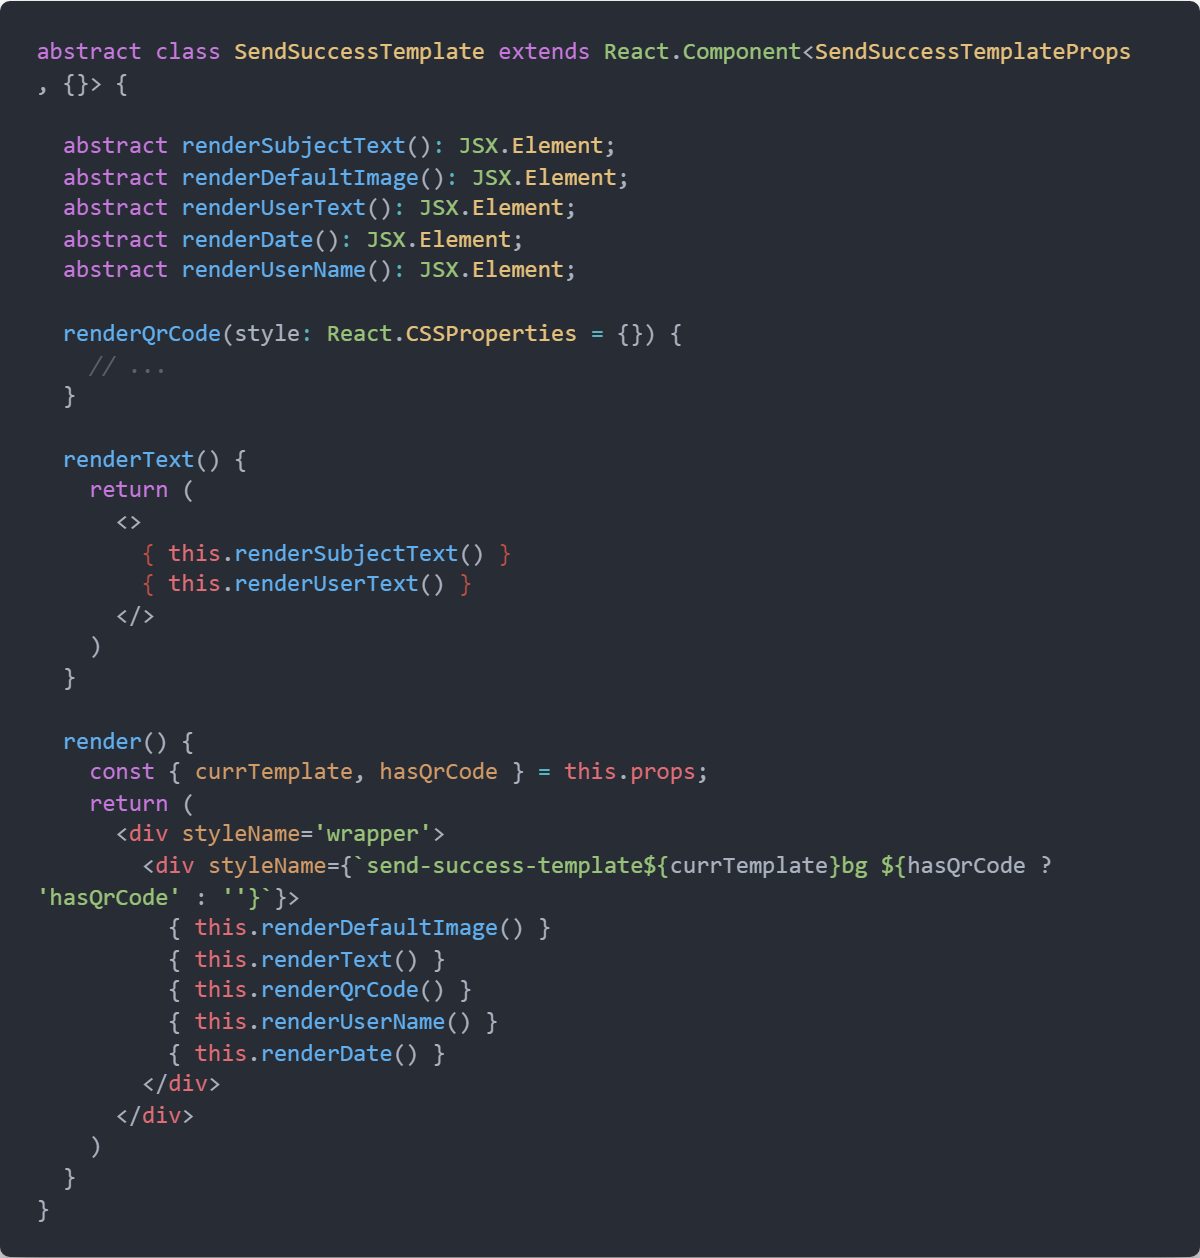 abstract class SendSuccessTemplate extends React.Component<SendSuccessTemplateProps
, {}> {
  abstract renderSubjectText(): JSX.Element;
  abstract renderDefaultImage(): JSX.Element;
  abstract renderUserText(): JSX.Element;
  abstract renderDate(): JSX.Element;
  abstract renderUserName(): JSX.Element;
  renderQrCode(style: React.CSSProperties = {}) {
    // ...
  }
  renderText() {
    return (
      <>
        { this.renderSubjectText() }
        { this.renderUserText() }
      </>
    )
  }
  render() {
    const { currTemplate, hasQrCode } = this.props;
    return (
      <div styleName='wrapper'>
        <div styleName={`send-success-template${currTemplate}bg ${hasQrCode ?
'hasQrCode' : ''}`}>
          { this.renderDefaultImage() }
          { this.renderText() }
          { this.renderQrCode() }
          { this.renderUserName() }
          { this.renderDate() }
        </div>
      </div>
    )
  }
}